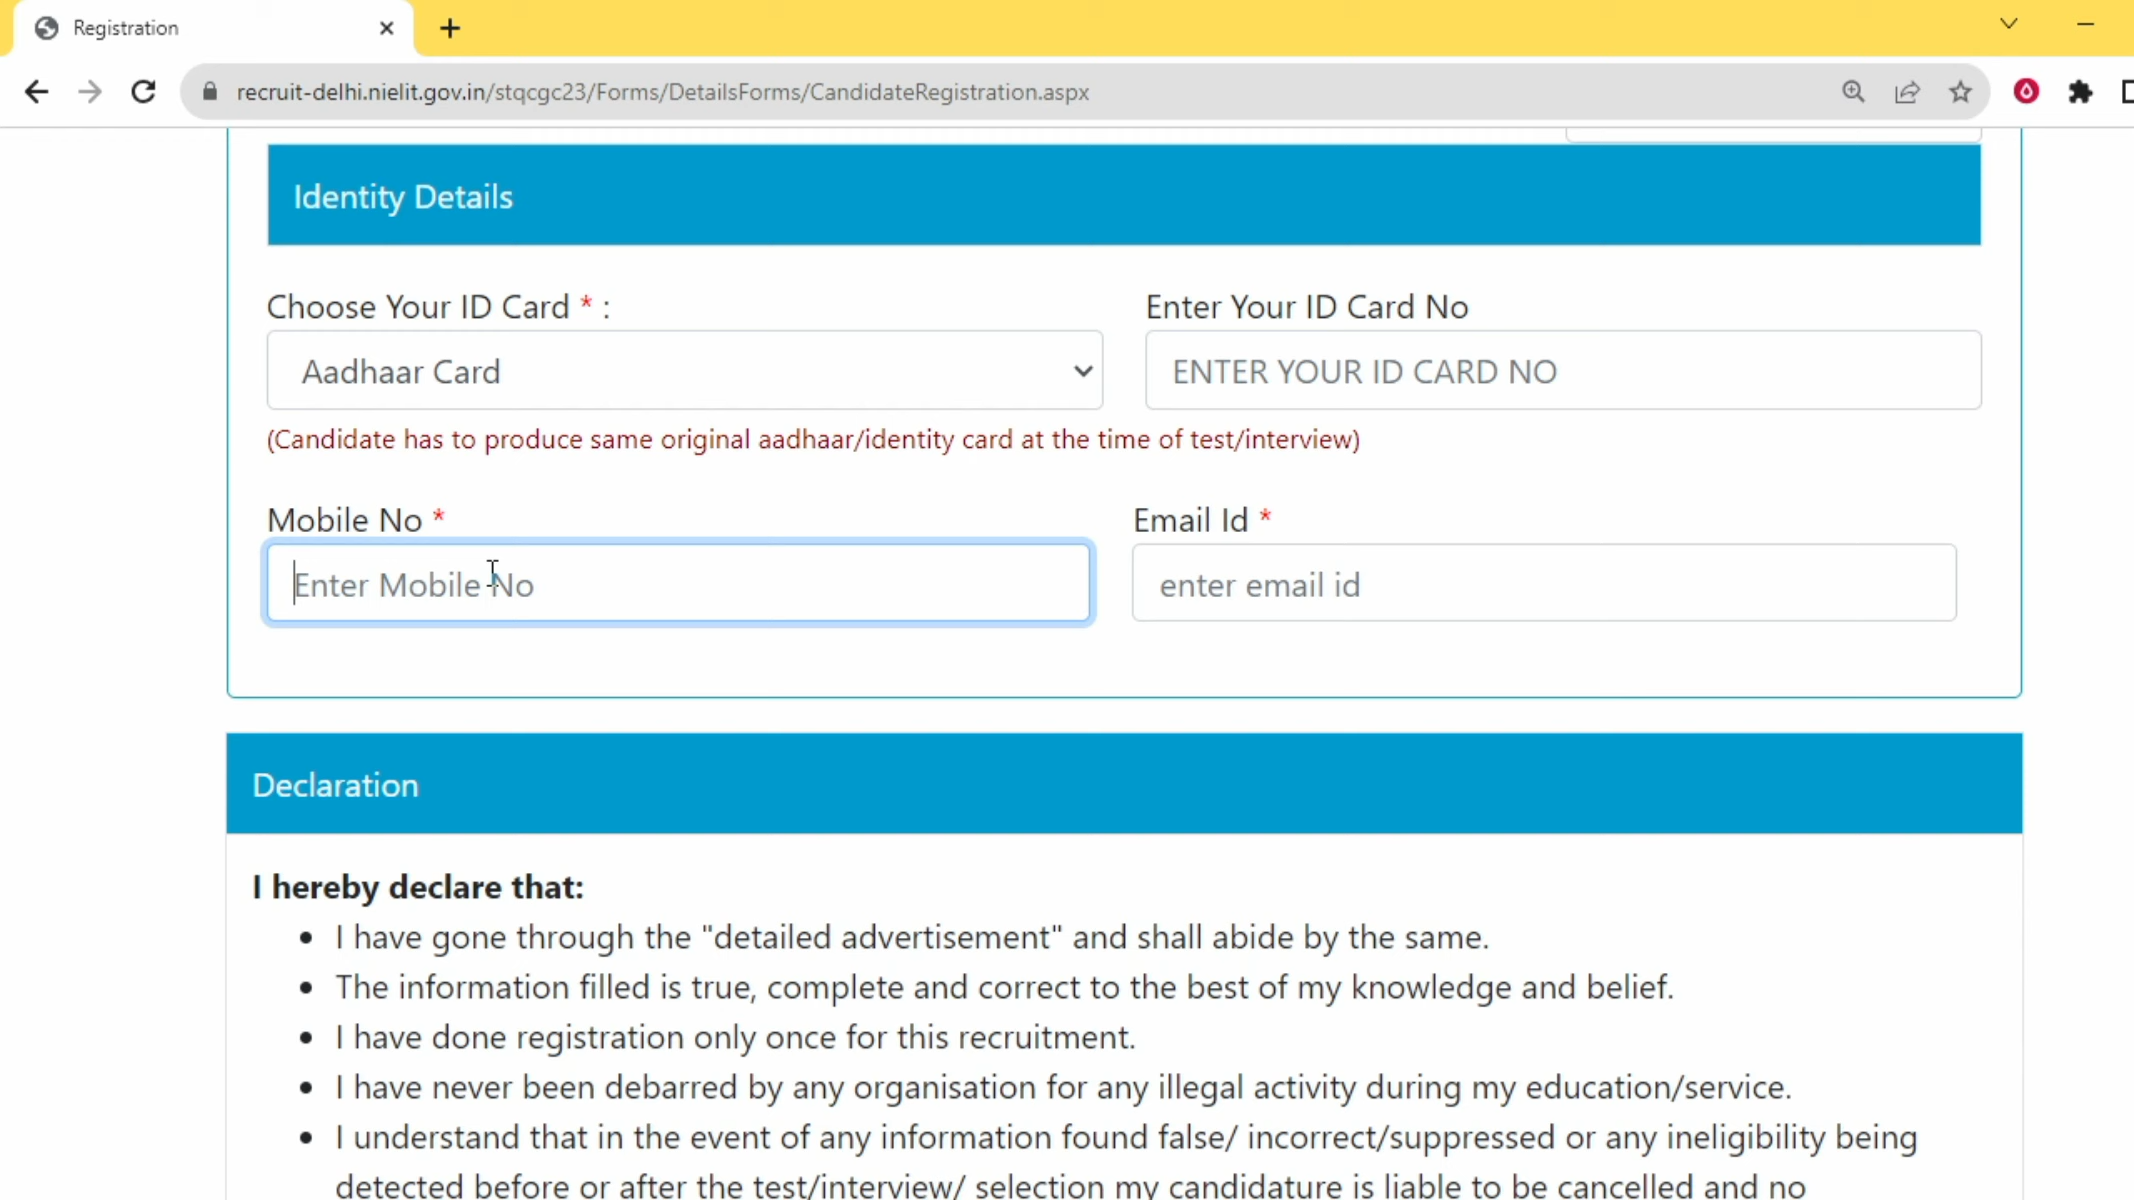 Registration
recruit-delhi.nielit.gov.in/stqcgc23/Forms/DetailsForms/CandidateRegistration.aspx
Identity Details
Choose Your ID Card * :
Enter Your ID Card No
Aadhaar Card
ENTER YOUR ID CARD NO
(Candidate has to produce same original aadhaar/identity card at the time of test/interview)
Mobile No *
Email Id *
Enter Mobile No
enter email id
Declaration
I hereby declare that:
• I have gone through the "detailed advertisement" and shall abide by the same.
• The information filled is true, complete and correct to the best of my knowledge and belief.
• I have done registration only once for this recruitment.
• I have never been debarred by any organisation for any illegal activity during my education/service.
• I understand that in the event of any information found false/ incorrect/suppressed or any ineligibility being
detected before or after the test/interview/ selection my candidature is liable to be cancelled and no